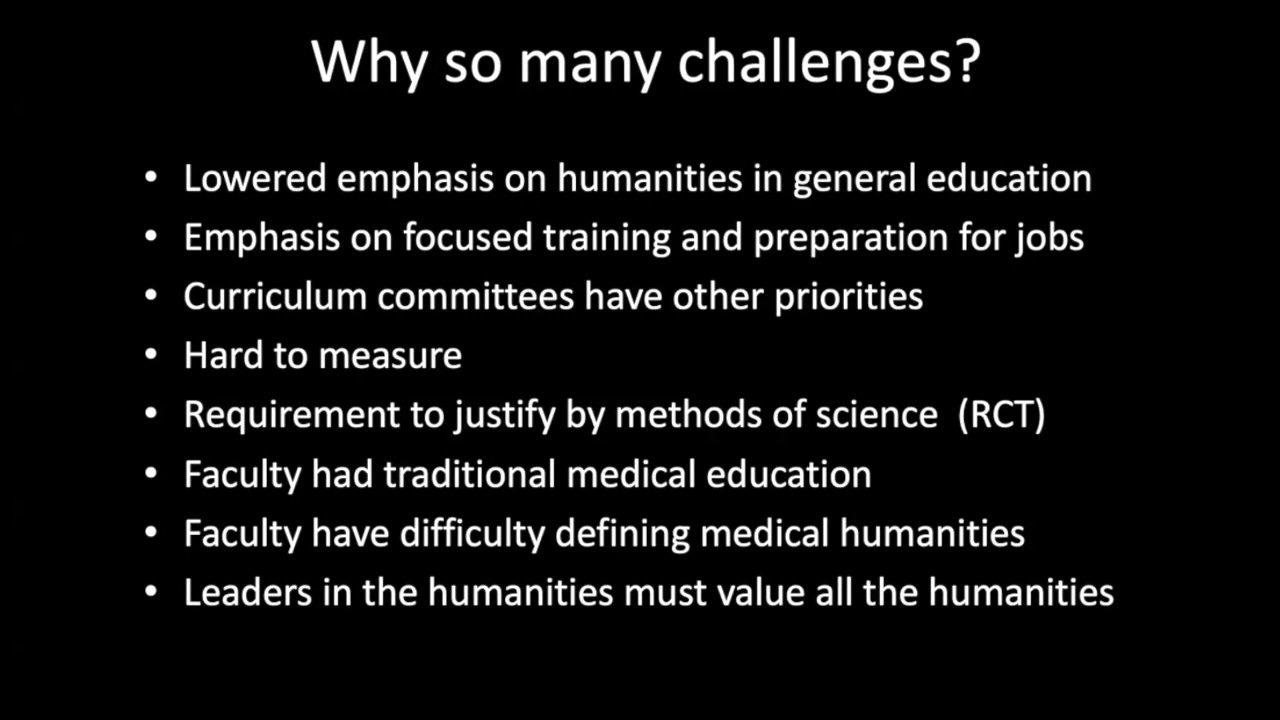 Why so many challenges?
• Lowered emphasis on humanities in general education
• Emphasis on focused training and preparation for jobs
• Curriculum committees have other priorities
• Hard to measure
• Requirement to justify by methods of science  (RCT)
• Faculty had traditional medical education
• Faculty have difficulty defining medical humanities
• Leaders in the humanities must value all the humanities